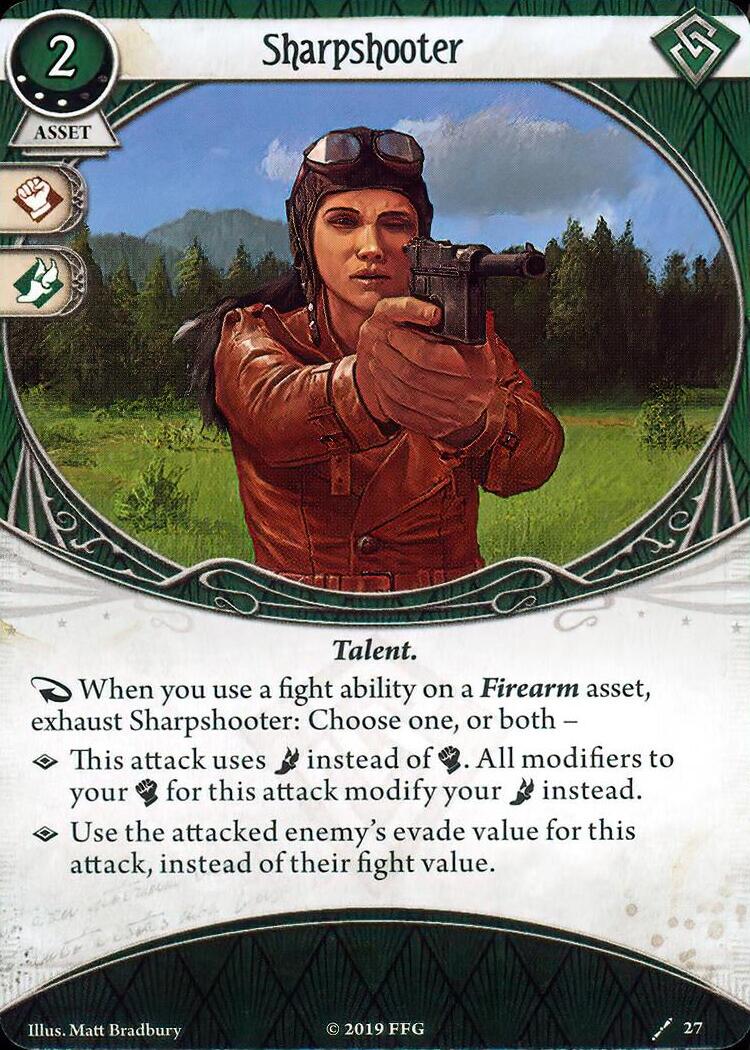 2
Sharpshooter
ASSET
Talent.
When you use a fight ability on a Firearm asset,
exhaust Sharpshooter: Choose one, or both –
This attack uses instead of . All modifiers to
your for this attack modify your instead.
Use the attacked enemy's evade value for this
attack, instead of their fight value.
Illus. Matt Bradbury
© 2019 FFG
27